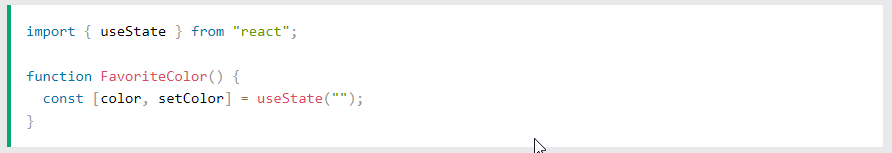 import { useState } from "react";
function FavoriteColor() {
  const [color, setColor] = useState("");
}